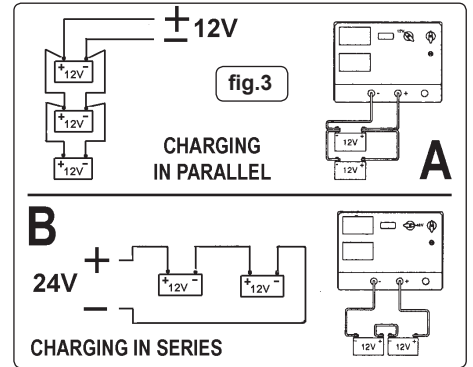 ± 12V
+ 12V -
+ 12V -
+ 12V -
fig.3
CHARGING
IN PARALLEL
- +
12V
12V
A
B
+
24V
-
+ 12V -
+ 12V -
CHARGING IN SERIES
- +
12V
12V